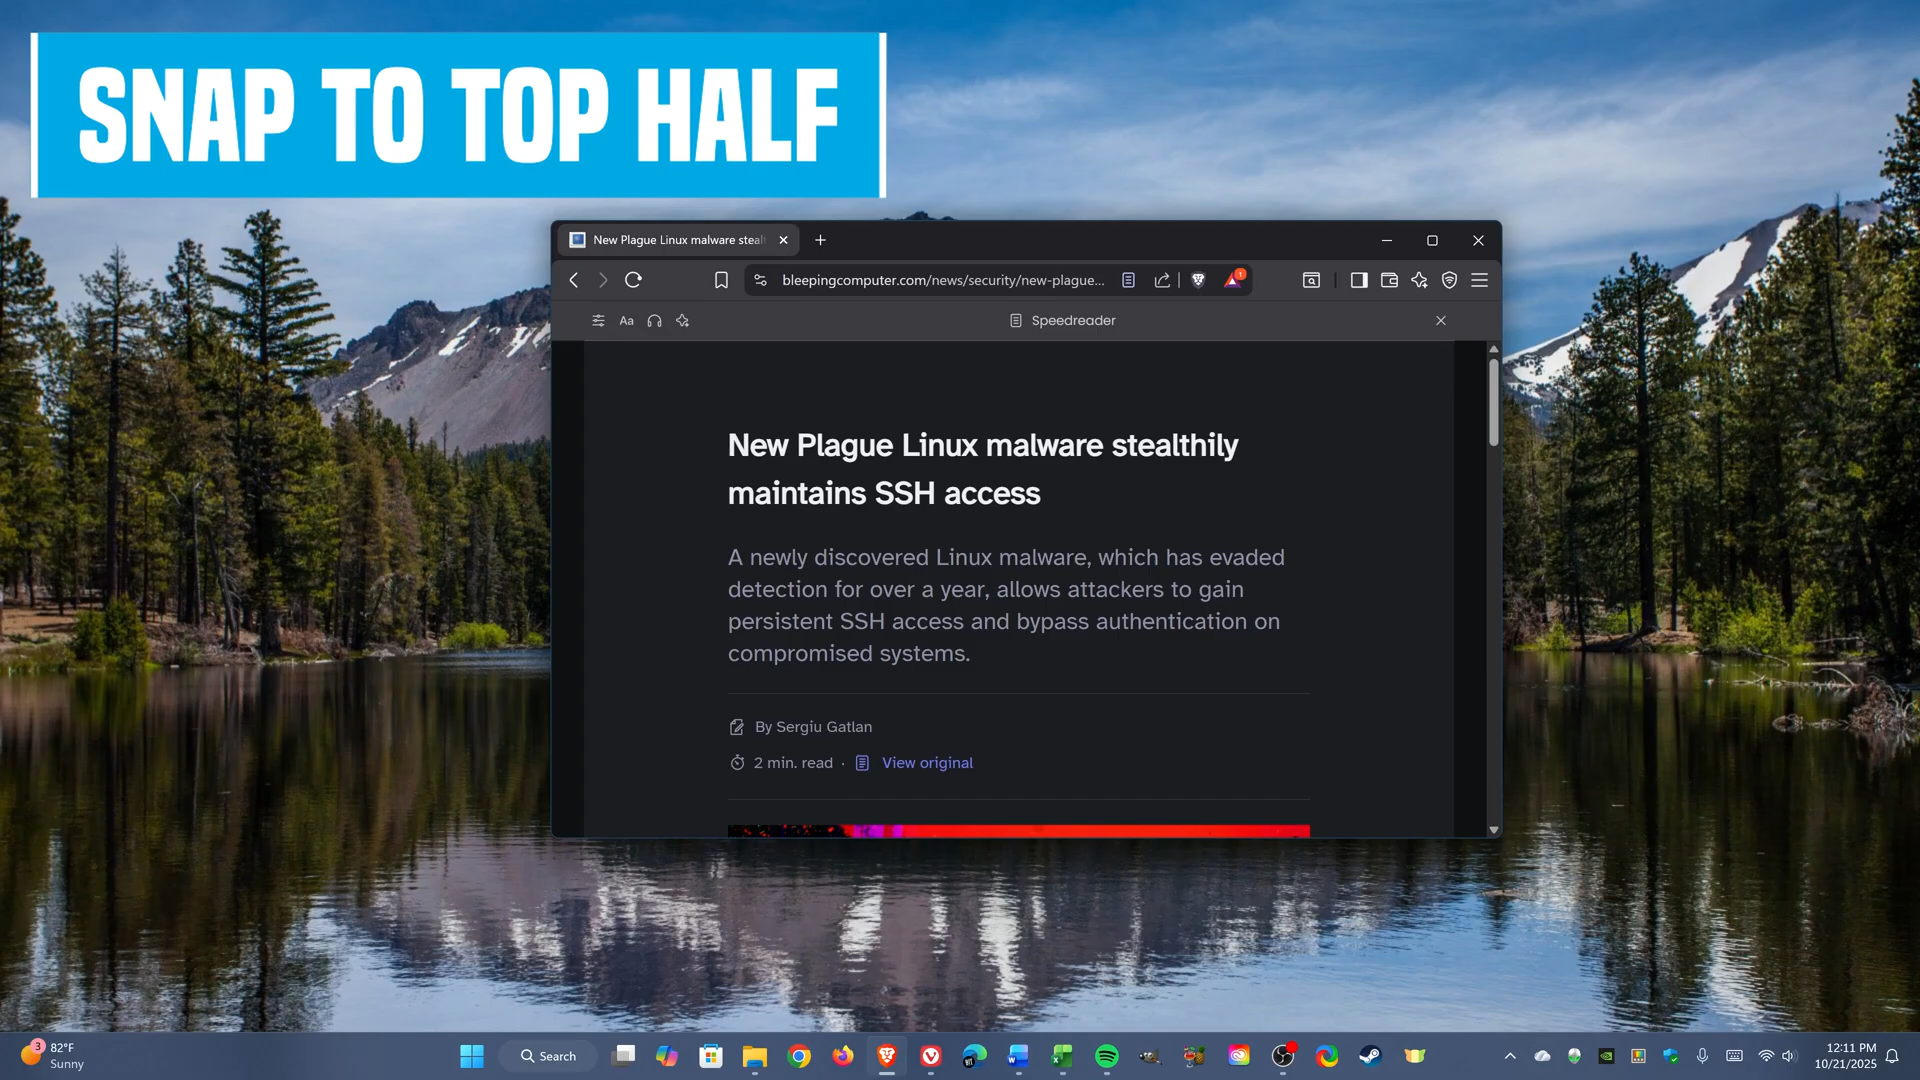 SNAP TO TOP HALF
New Plague Linux malware stealt
bleepingcomputer.com/news/security/new-plague...
1
Aa
Speedreader
New Plague Linux malware stealthily
maintains SSH access
A newly discovered Linux malware, which has evaded
detection for over a year, allows attackers to gain
persistent SSH access and bypass authentication on
compromised systems.
By Sergiu Gatlan
2 min. read · View original
3
82°F
Sunny
Search
12:11 PM
10/21/2025